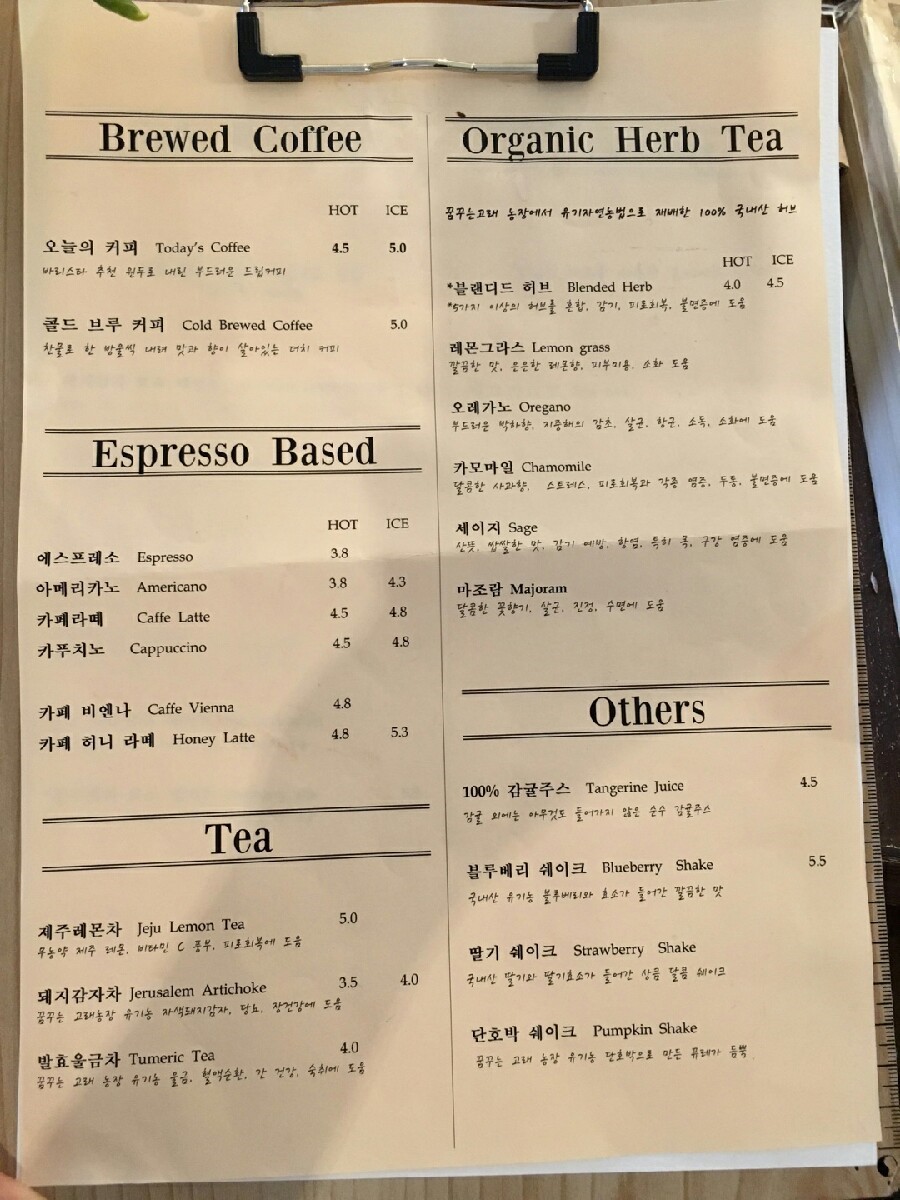 Brewed Coffee
HOT ICE
오늘의 커피 Today's Coffee 4.5 5.0
바리스타 추천 원두로 내린 부드러운 드립커피
콜드 브루 커피 Cold Brewed Coffee 5.0
찬물로 한 방울씩 내려 맛과 향이 살아있는 더치 커피
Espresso Based
HOT ICE
에스프레소 Espresso 3.8
아메리카노 Americano 3.8 4.3
카페라떼 Caffe Latte 4.5 4.8
카푸치노 Cappuccino 4.5 4.8
카페 비엔나 Caffe Vienna 4.8
카페 허니 라떼 Honey Latte 4.8 5.3
Tea
제주레몬차 Jeju Lemon Tea 5.0
무농약 제주 레몬, 비타민 C 풍부, 피로회복에 도움
돼지감자차 Jerusalem Artichoke 3.5 4.0
꿈꾸는 고래농장 유기농 자색돼지감자, 당뇨, 장건강에 도움
발효울금차 Tumeric Tea 4.0
꿈꾸는 고래 농장 유기농 울금, 혈액순환, 간 건강, 숙취에 도움
Organic Herb Tea
꿈꾸는고래 농장에서 유기자연농법으로 재배한 100% 국내산 허브
HOT ICE
*블랜디드 허브 Blended Herb 4.0 4.5
*5가지 이상의 허브를 혼합, 감기, 피로회복, 불면증에 도움
레몬그라스 Lemon grass
깔끔한 맛, 은은한 레몬향, 피부미용, 소화 도움
오레가노 Oregano
부드러운 박하향, 지중해의 감초, 살균, 항균, 소독, 소화에 도움
카모마일 Chamomile
달콤한 사과향, 스트레스, 피로회복과 각종 염증, 두통, 불면증에 도움
세이지 Sage
산뜻, 쌉쌀한 맛, 감기 예방, 항염, 특히 목, 구강 염증에 도움
마조람 Majoram
달콤한 꽃향기, 살균, 진정, 수면에 도움
Others
100% 감귤주스 Tangerine Juice 4.5
감귤 외에는 아무것도 들어가지 않은 순수 감귤주스
블루베리 쉐이크 Blueberry Shake 5.5
국내산 유기농 블루베리와 효소가 들어간 깔끔한 맛
딸기 쉐이크 Strawberry Shake
국내산 딸기와 딸기효소가 들어간 상큼 달콤 쉐이크
단호박 쉐이크 Pumpkin Shake
꿈꾸는 고래 농장 유기농 단호박으로 만든 퓨레가 듬뿍